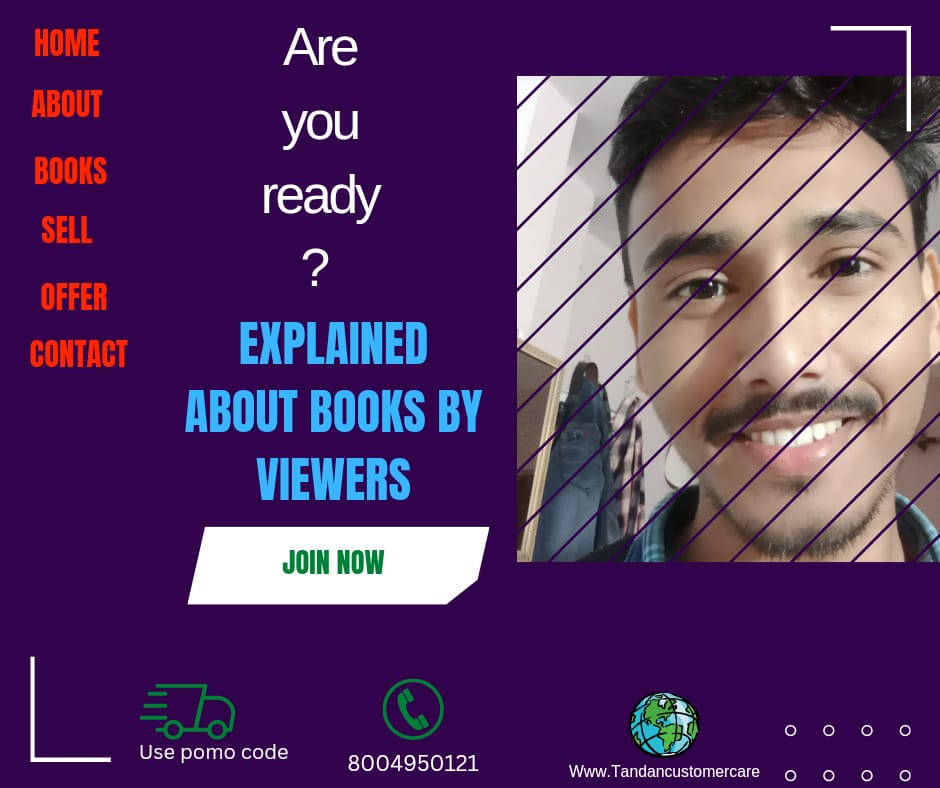 HOME
ABOUT
BOOKS
SELL
OFFER
CONTACT
Are
you
ready
?
EXPLAINED
ABOUT BOOKS BY
VIEWERS
JOIN NOW
Use pomo code
8004950121
Www.Tandancustomercare